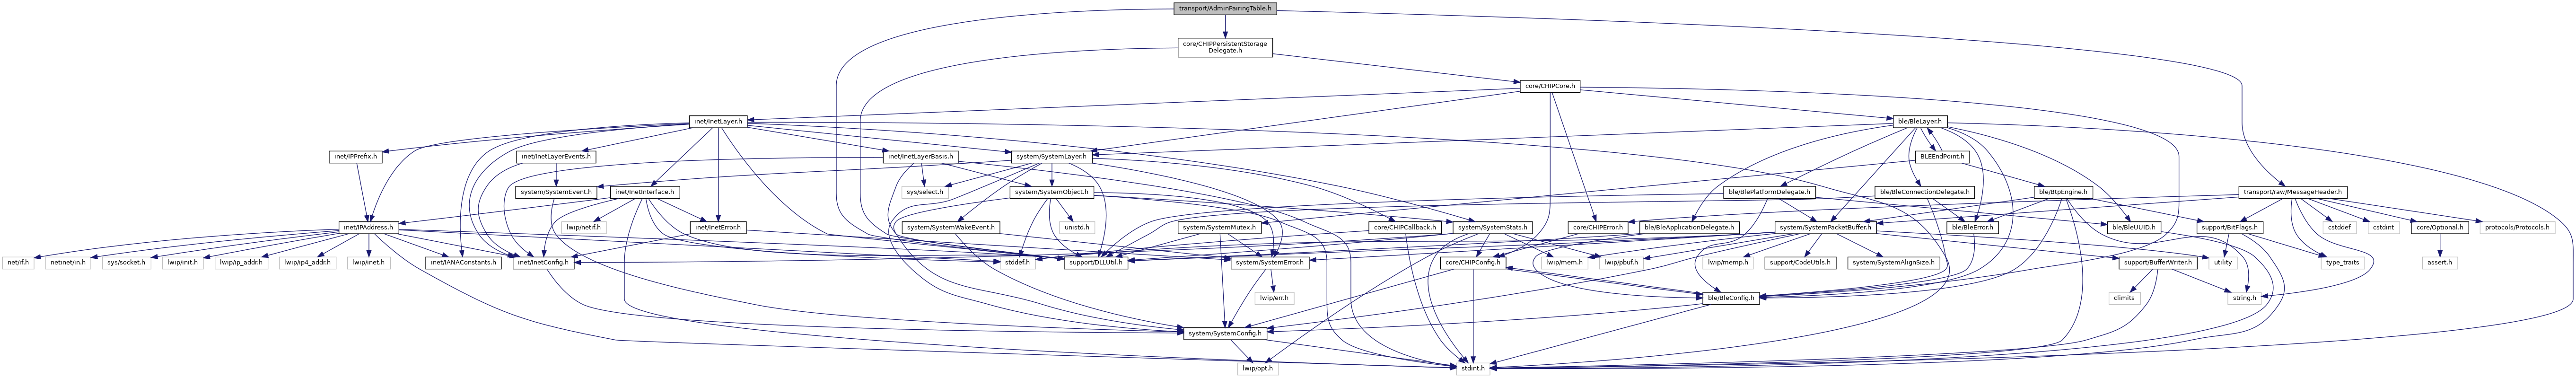 transport/AdminPairingTable.h
core/CHIPPersistentStorage
Delegate.h
core/CHIPCore.h
inet/InetLayer.h
ble/BleLayer.h
inet/IPPrefix.h
inet/InetLayerEvents.h
inet/InetLayerBasis.h
system/SystemLayer.h
BLEEndPoint.h
system/SystemEvent.h
inet/InetInterface.h
sys/select.h
system/SystemObject.h
ble/BlePlatformDelegate.h
ble/BleConnectionDelegate.h
ble/BtpEngine.h
transport/raw/MessageHeader.h
inet/IPAddress.h
lwip/netif.h
inet/InetError.h
system/SystemWakeEvent.h
unistd.h
system/SystemMutex.h
core/CHIPCallback.h
system/SystemStats.h
core/CHIPError.h
ble/BleApplicationDelegate.h
system/SystemPacketBuffer.h
ble/BleError.h
ble/BleUUID.h
support/BitFlags.h
cstddef
cstdint
core/Optional.h
protocols/Protocols.h
net/if.h
netinet/in.h
sys/socket.h
lwip/init.h
lwip/ip_addr.h
lwip/ip4_addr.h
lwip/inet.h
inet/IANAConstants.h
inet/InetConfig.h
stddef.h
support/DLLUtil.h
system/SystemError.h
core/CHIPConfig.h
lwip/mem.h
lwip/pbuf.h
lwip/memp.h
support/CodeUtils.h
system/SystemAlignSize.h
support/BufferWriter.h
utility
type_traits
assert.h
lwip/err.h
ble/BleConfig.h
climits
string.h
system/SystemConfig.h
lwip/opt.h
stdint.h